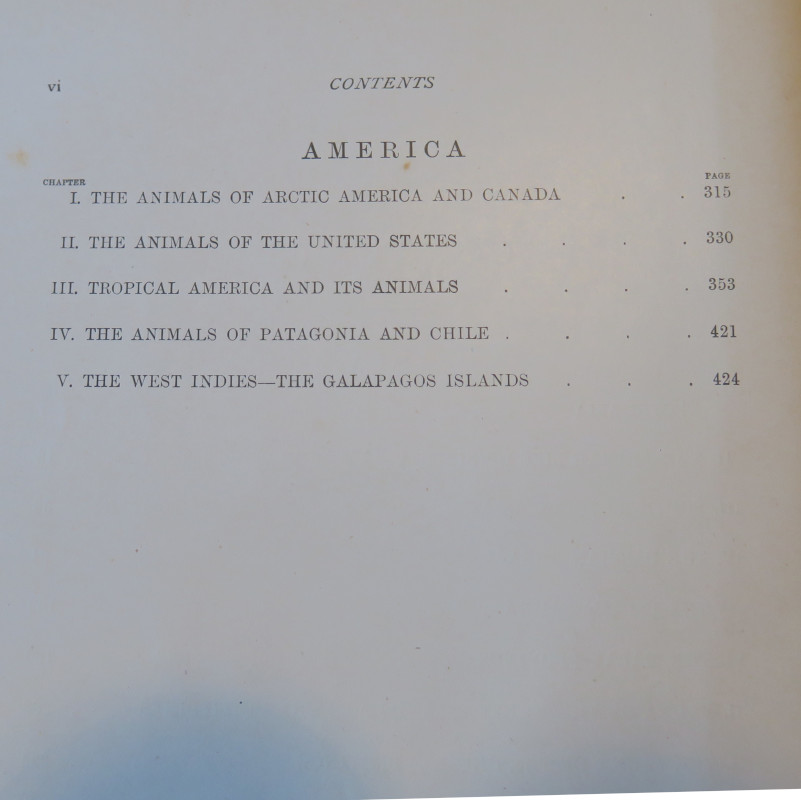 vi CONTENTS
AMERICA
CHAPTER PAGE
I. THE ANIMALS OF ARCTIC AMERICA AND CANADA . . 315
II. THE ANIMALS OF THE UNITED STATES . . . . 330
III. TROPICAL AMERICA AND ITS ANIMALS . . . . 353
IV. THE ANIMALS OF PATAGONIA AND CHILE . . . . 421
V. THE WEST INDIES—THE GALAPAGOS ISLANDS . . . 424